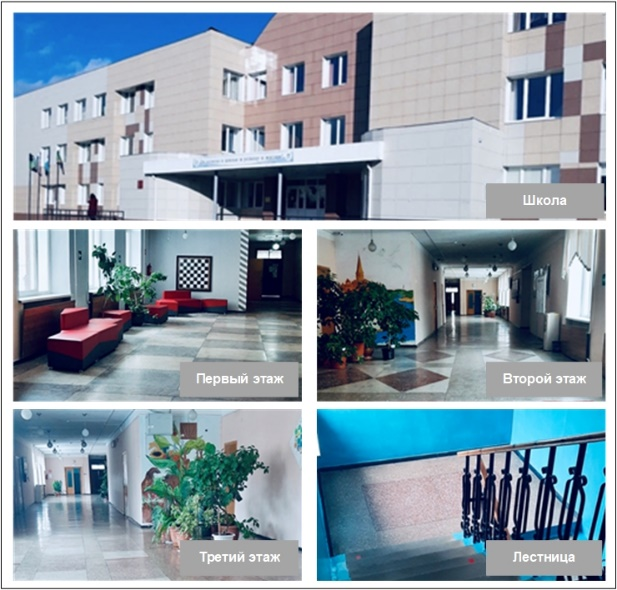 Школа
Первый этаж
Второй этаж
Третий этаж
Лестница